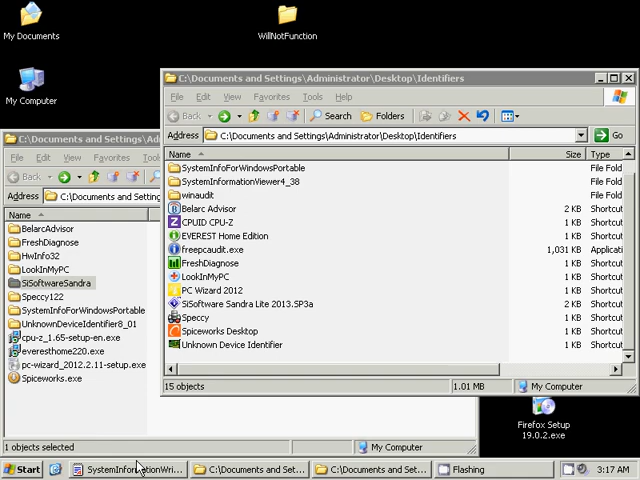 My Documents
WillNotFunction
My Computer
C:\Documents and Settings\Administrator\Desktop\Identifiers
File Edit View Favorites Tools Help
Back Search Folders
Address C:\Documents and Settings\Administrator\Desktop\Identifiers Go
Name Size Type
SystemInfoForWindowsPortable File Fold
SystemInformationViewer4_38 File Fold
winaudit File Fold
Belarc Advisor 2 KB Shortcut
CPUID CPU-Z 1 KB Shortcut
EVEREST Home Edition 1 KB Shortcut
freepcaudit.exe 1,031 KB Applicati
FreshDiagnose 1 KB Shortcut
LookInMyPC 1 KB Shortcut
PC Wizard 2012 1 KB Shortcut
SiSoftware Sandra Lite 2013.SP3a 2 KB Shortcut
Speccy 1 KB Shortcut
Spiceworks Desktop 1 KB Shortcut
Unknown Device Identifier 1 KB Shortcut
15 objects 1.01 MB My Computer
C:\Documents and Settings\Ad
File Edit View Favorites Tools
Back
Address C:\Documents and Setting
Name
BelarcAdvisor
FreshDiagnose
HwInfo32
LookInMyPC
SiSoftwareSandra
Speccy122
SystemInfoForWindowsPortable
UnknownDeviceIdentifier8_01
cpu-z_1.65-setup-en.exe
everesthome220.exe
pc-wizard_2012.2.11-setup.exe
Spiceworks.exe
1 objects selected My Computer
Firefox Setup
19.0.2.exe
Start SystemInformationWri... C:\Documents and Set... C:\Documents and Set... Flashing 3:17 AM